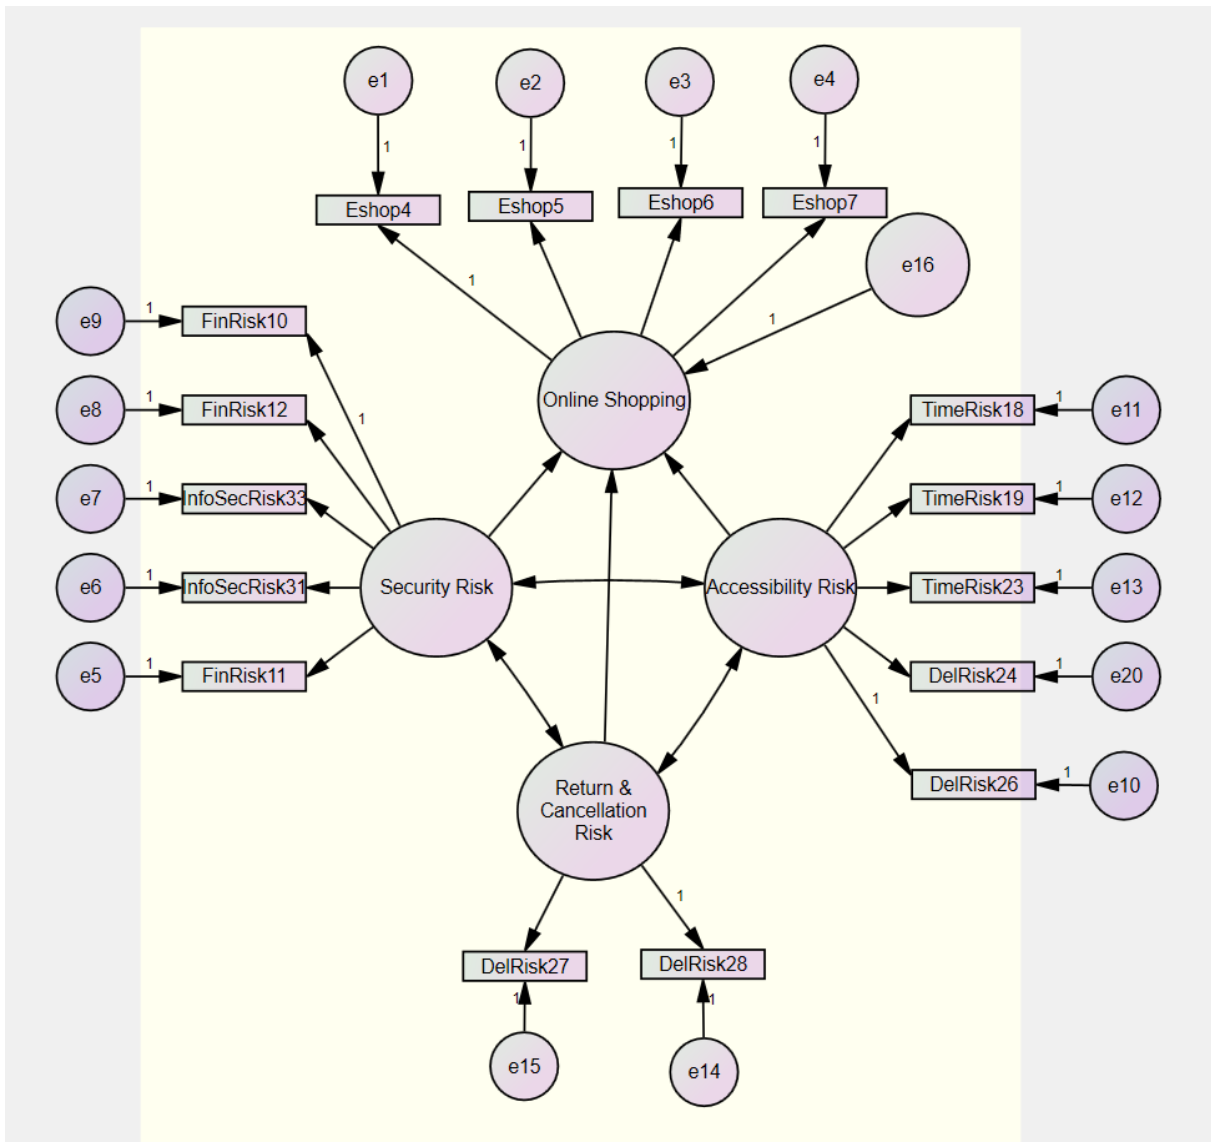 e1
e2
e3
e4
1
1
1
1
Eshop4
Eshop5
Eshop6
Eshop7
e16
1
1
e9
1
FinRisk10
Online Shopping
e8
1
FinRisk12
1
TimeRisk18
1
e11
e7
1
InfoSecRisk33
TimeRisk19
1
e12
e6
1
InfoSecRisk31
Security Risk
Accessibility Risk
TimeRisk23
1
e13
e5
1
FinRisk11
DelRisk24
1
e20
1
Return &
Cancellation
Risk
DelRisk26
1
e10
1
DelRisk27
DelRisk28
1
1
e15
e14